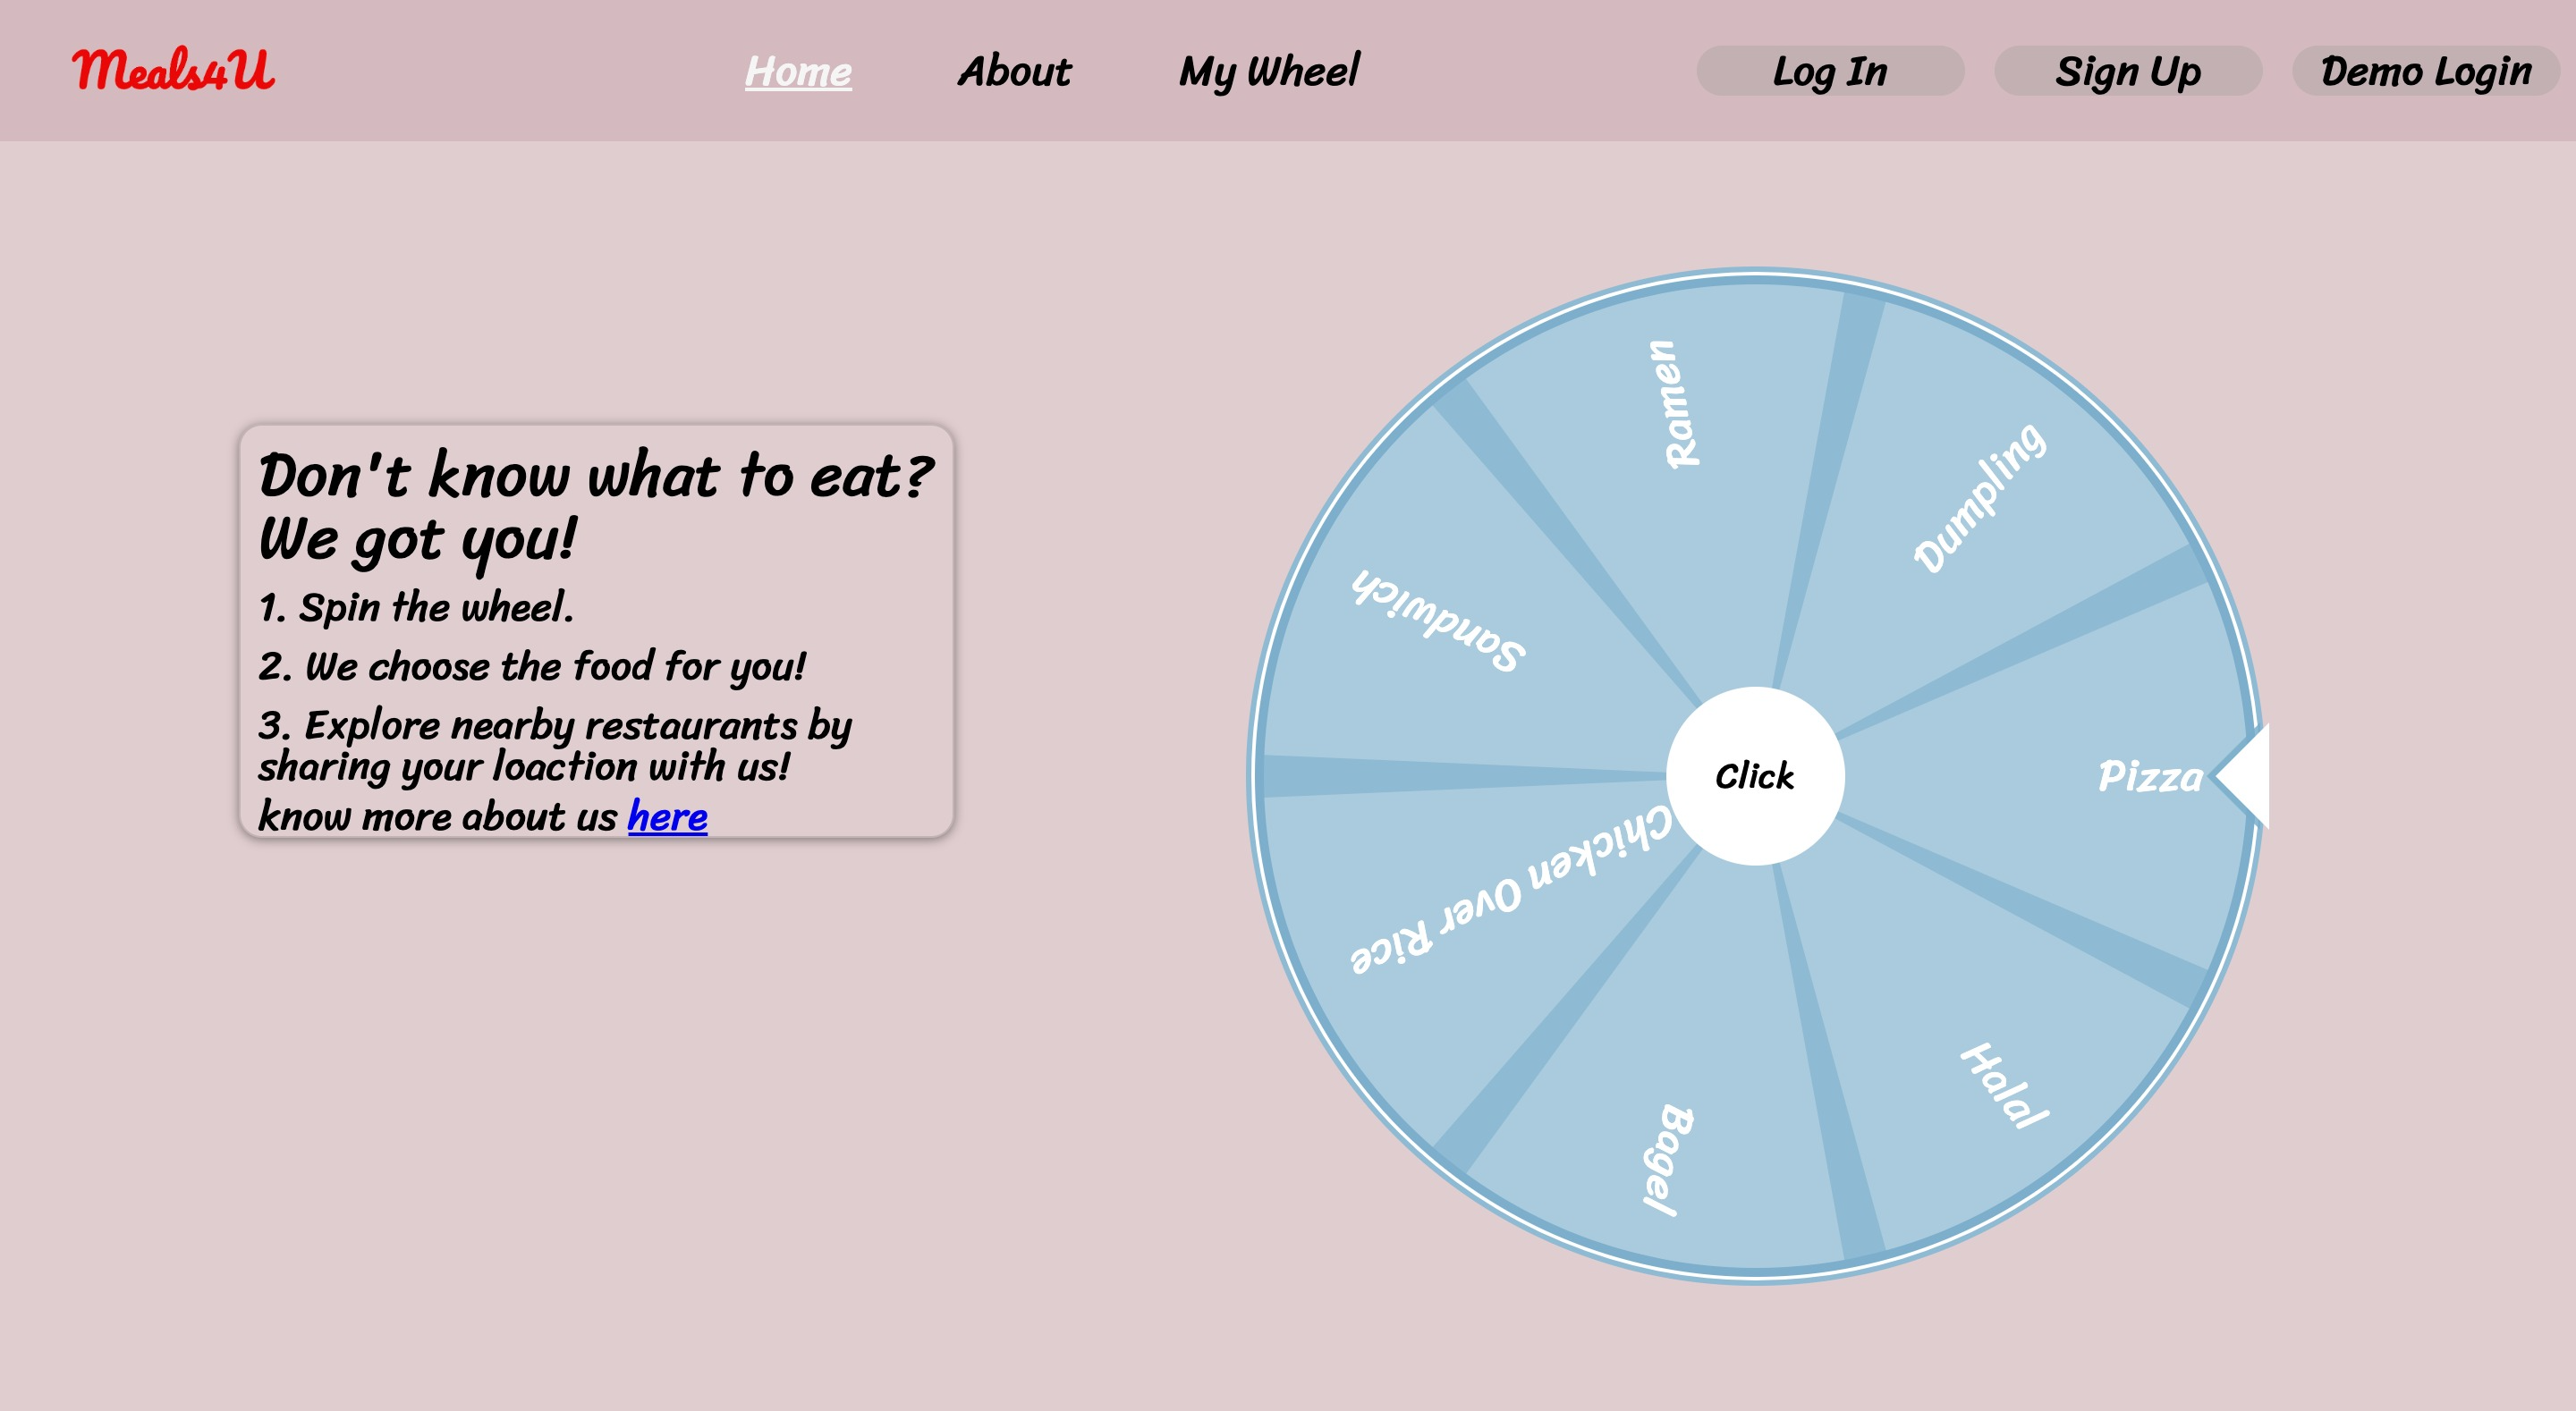 Meals4U
Home
About
My Wheel
Log In
Sign Up
Demo Login
Don't know what to eat?
We got you!
1. Spin the wheel.
2. We choose the food for you!
3. Explore nearby restaurants by
sharing your loaction with us!
know more about us here
Ramen
Dumpling
Sandwich
Pizza
Click
Chicken Over Rice
Halal
Bagel